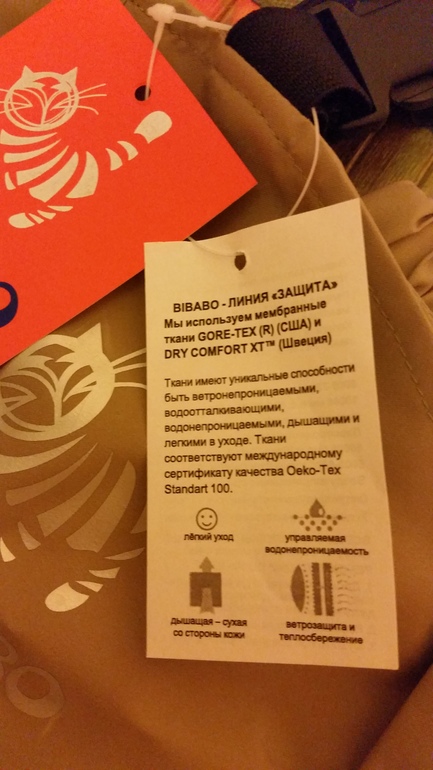 BIBABO - ЛИНИЯ «ЗАЩИТА»
Мы используем мембранные
ткани GORE-TEX (R) (США) и
DRY COMFORT XT™ (Швеция)
Ткани имеют уникальные способности
быть ветронепроницаемыми,
водоотталкивающими,
водонепроницаемыми, дышащими и
легкими в уходе. Ткани
соответствуют международному
сертификату качества Oeko-Tex
Standart 100.
лёгкий уход
управляемая
водонепроницаемость
дышащая – сухая
со стороны кожи
ветрозащита и
теплосбережение